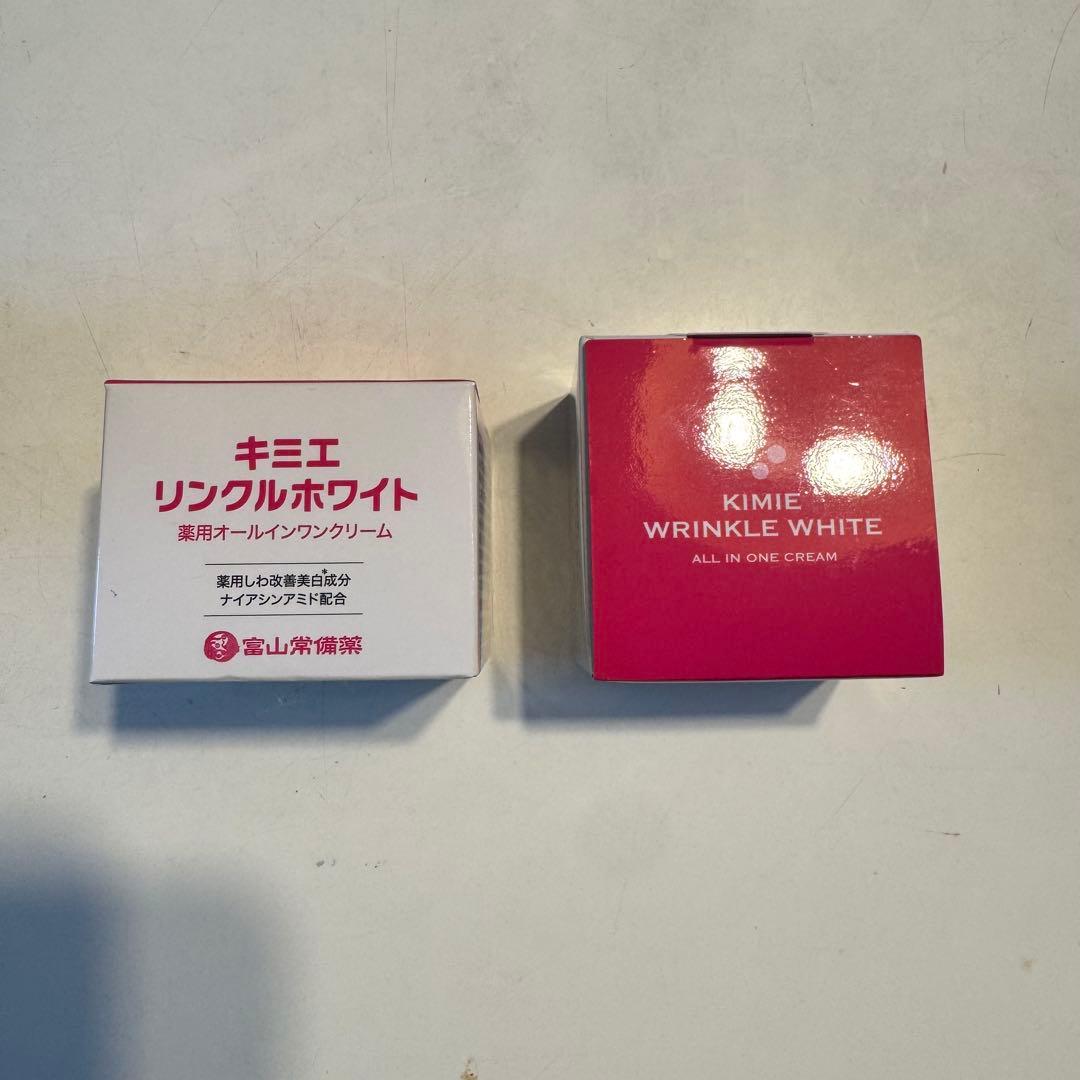 キミエ
リンクルホワイト
薬用オールインワンクリーム
薬用しわ改善美白*成分
ナイアシンアミド配合
富山常備薬
KIMIE
WRINKLE WHITE
ALL IN ONE CREAM